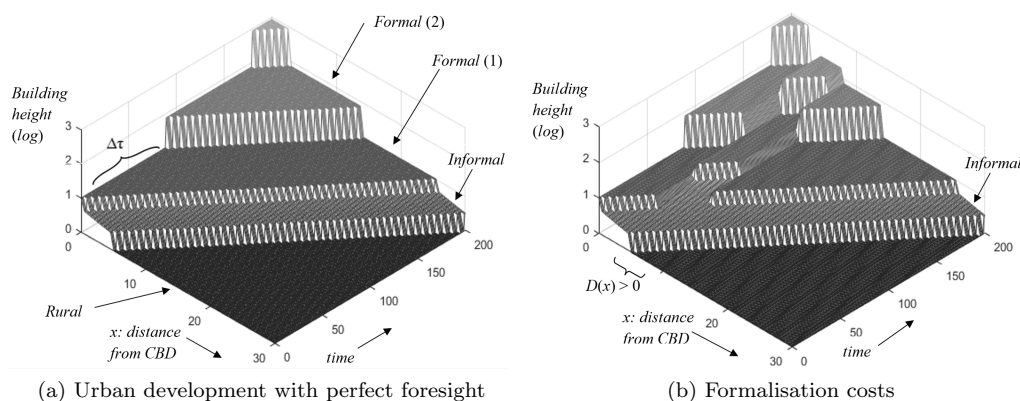 Formal (2)
Formal (1)
Building
height
(log)
3
2
1
0
Δτ
Informal
0
10
20
30
0
50
100
150
200
Rural
x: distance
from CBD
time
(a) Urban development with perfect foresight
Building
height
(log)
3
2
1
0
Informal
0
D(x) > 0
20
30
0
50
100
150
200
x: distance
from CBD
time
(b) Formalisation costs